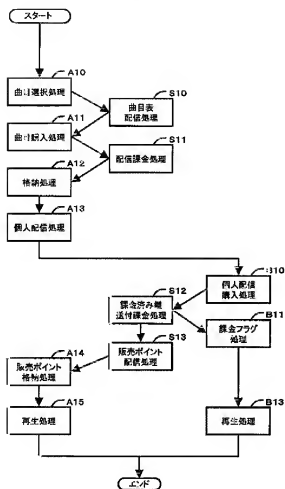 スタート
A10
曲目選択処理
S10
曲目表
配信処理
A11
曲目購入処理
S11
配信課金処理
A12
格納処理
A13
個人配信処理
B10
個人配信
購入処理
S12
課金済み鍵
送付課金処理
B11
課金フラグ
処理
S13
販売ポイント
配信処理
A14
販売ポイント
格納処理
A15
再生処理
B13
再生処理
エンド